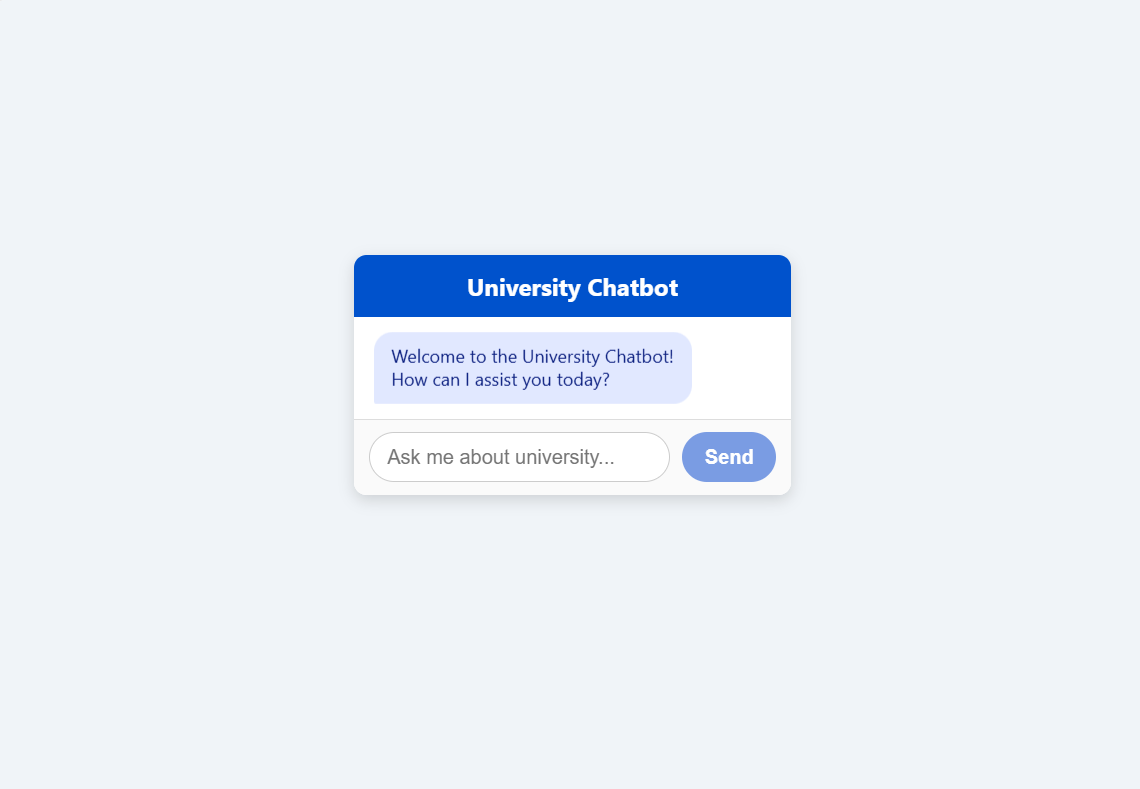 University Chatbot
Welcome to the University Chatbot!
How can I assist you today?
Ask me about university...
Send